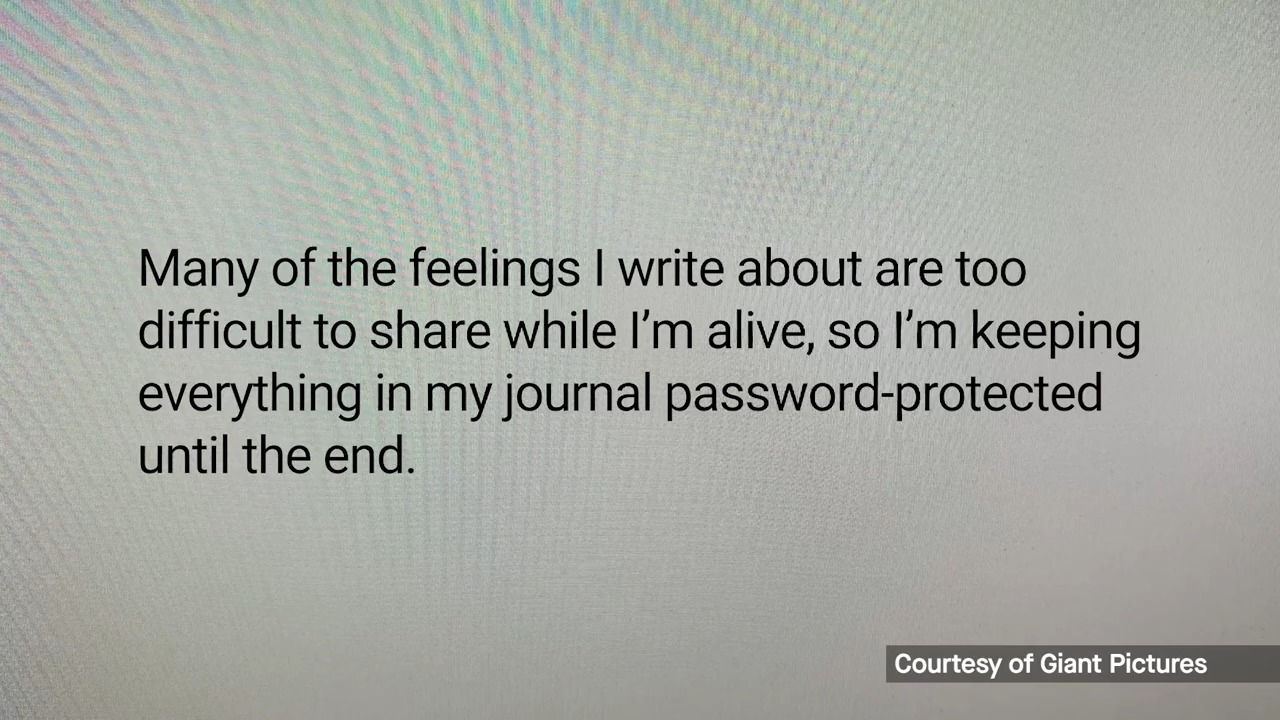 Many of the feelings I write about are too
difficult to share while I’m alive, so I’m keeping
everything in my journal password-protected
until the end.
Courtesy of Giant Pictures